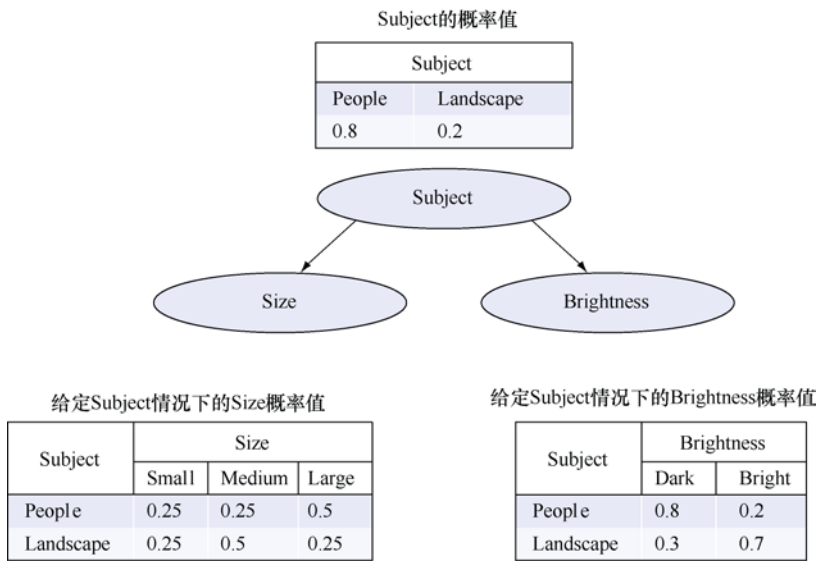 Subject的概率值
Subject
People Landscape
0.8 0.2
Subject
Size Brightness
给定Subject情况下的Size概率值
Subject Size
Small Medium Large
People 0.25 0.25 0.5
Landscape 0.25 0.5 0.25
给定Subject情况下的Brightness概率值
Subject Brightness
Dark Bright
People 0.8 0.2
Landscape 0.3 0.7